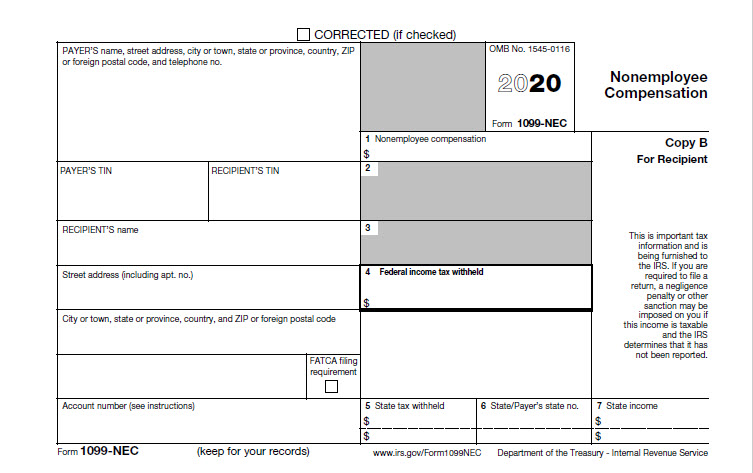 CORRECTED (if checked)
PAYER'S name, street address, city or town, state or province, country, ZIP
or foreign postal code, and telephone no.
OMB No. 1545-0116
2020
Form 1099-NEC
Nonemployee
Compensation
1 Nonemployee compensation
$
Copy B
For Recipient
PAYER'S TIN
RECIPIENT'S TIN
2
RECIPIENT'S name
3
This is important tax
information and is
being furnished to
the IRS. If you are
required to file a
return, a negligence
penalty or other
sanction may be
imposed on you if
this income is taxable
and the IRS
determines that it has
not been reported.
Street address (including apt. no.)
4 Federal income tax withheld
$
City or town, state or province, country, and ZIP or foreign postal code
FATCA filing
requirement
Account number (see instructions)
5 State tax withheld
$
$
6 State/Payer's state no.
7 State income
$
$
Form 1099-NEC
(keep for your records)
www.irs.gov/Form1099NEC
Department of the Treasury - Internal Revenue Service